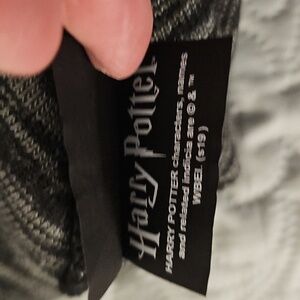 Harry Potter
HARRY POTTER characters, names
and related indicia are © & ™
WBEI. (s19)